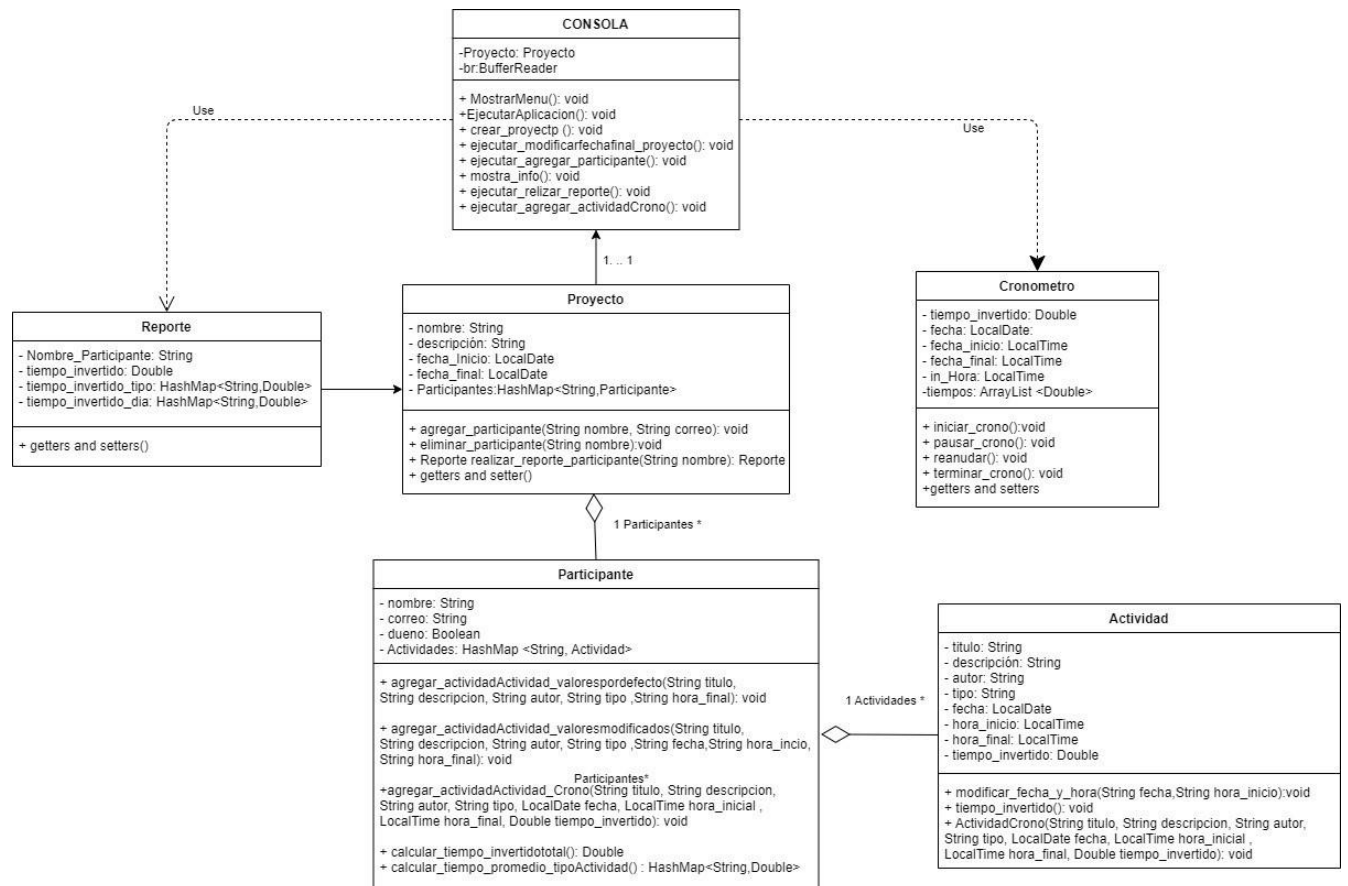 CONSOLA
-Proyecto: Proyecto
-br:BufferReader
+ MostrarMenu(): void
+EjecutarAplicacion(): void
+ crear_proyectp (): void
+ ejecutar_modificarfechafinal_proyecto(): void
+ ejecutar_agregar_participante(): void
+ mostra_info(): void
+ ejecutar_relizar_reporte(): void
+ ejecutar_agregar_actividadCrono(): void
Use
Use
1. .. 1
Reporte
- Nombre_Participante: String
- tiempo_invertido: Double
- tiempo_invertido_tipo: HashMap<String,Double>
- tiempo_invertido_dia: HashMap<String,Double>
+ getters and setters()
Proyecto
- nombre: String
- descripción: String
- fecha_Inicio: LocalDate
- fecha_final: LocalDate
- Participantes:HashMap<String,Participante>
+ agregar_participante(String nombre, String correo): void
+ eliminar_participante(String nombre):void
+ Reporte realizar_reporte_participante(String nombre): Reporte
+ getters and setter()
Cronometro
- tiempo_invertido: Double
- fecha: LocalDate:
- fecha_inicio: LocalTime
- fecha_final: LocalTime
- in_Hora: LocalTime
-tiempos: ArrayList <Double>
+ iniciar_crono():void
+ pausar_crono(): void
+ reanudar(): void
+ terminar_crono(): void
+getters and setters
1 Participantes *
Participante
- nombre: String
- correo: String
- dueno: Boolean
- Actividades: HashMap <String, Actividad>
+ agregar_actividadActividad_valorespordefecto(String titulo,
String descripcion, String autor, String tipo ,String hora_final): void
+ agregar_actividadActividad_valoresmodificados(String titulo,
String descripcion, String autor, String tipo ,String fecha,String hora_incio,
String hora_final): void
Participantes*
+agregar_actividadActividad_Crono(String titulo, String descripcion,
String autor, String tipo, LocalDate fecha, LocalTime hora_inicial ,
LocalTime hora_final, Double tiempo_invertido): void
+ calcular_tiempo_invertidototal(): Double
+ calcular_tiempo_promedio_tipoActividad() : HashMap<String,Double>
1 Actividades *
Actividad
- titulo: String
- descripción: String
- autor: String
- tipo: String
- fecha: LocalDate
- hora_inicio: LocalTime
- hora_final: LocalTime
- tiempo_invertido: Double
+ modificar_fecha_y_hora(String fecha,String hora_inicio):void
+ tiempo_invertido(): void
+ ActividadCrono(String titulo, String descripcion, String autor,
String tipo, LocalDate fecha, LocalTime hora_inicial ,
LocalTime hora_final, Double tiempo_invertido): void